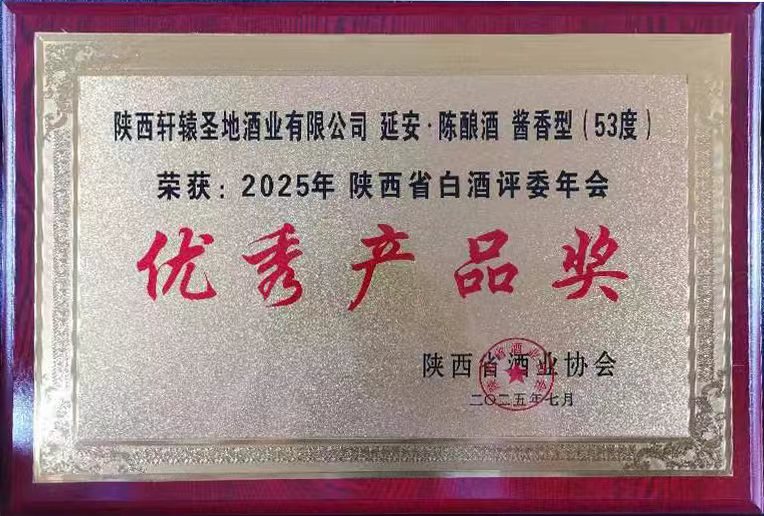 陕西轩辕圣地酒业有限公司 延安·陈酿酒 酱香型（53度）
荣获：2025年 陕西省白酒评委年会
优秀产品奖
陕西省酒业协会
二〇二五年七月